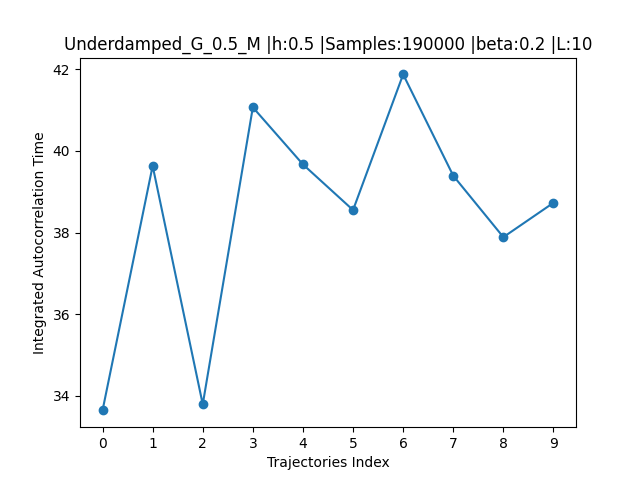 Underdamped_G_0.5_M |h:0.5 |Samples:190000 |beta:0.2 |L:10
Integrated Autocorrelation Time
42
40
38
36
34
0 1 2 3 4 5 6 7 8 9
Trajectories Index